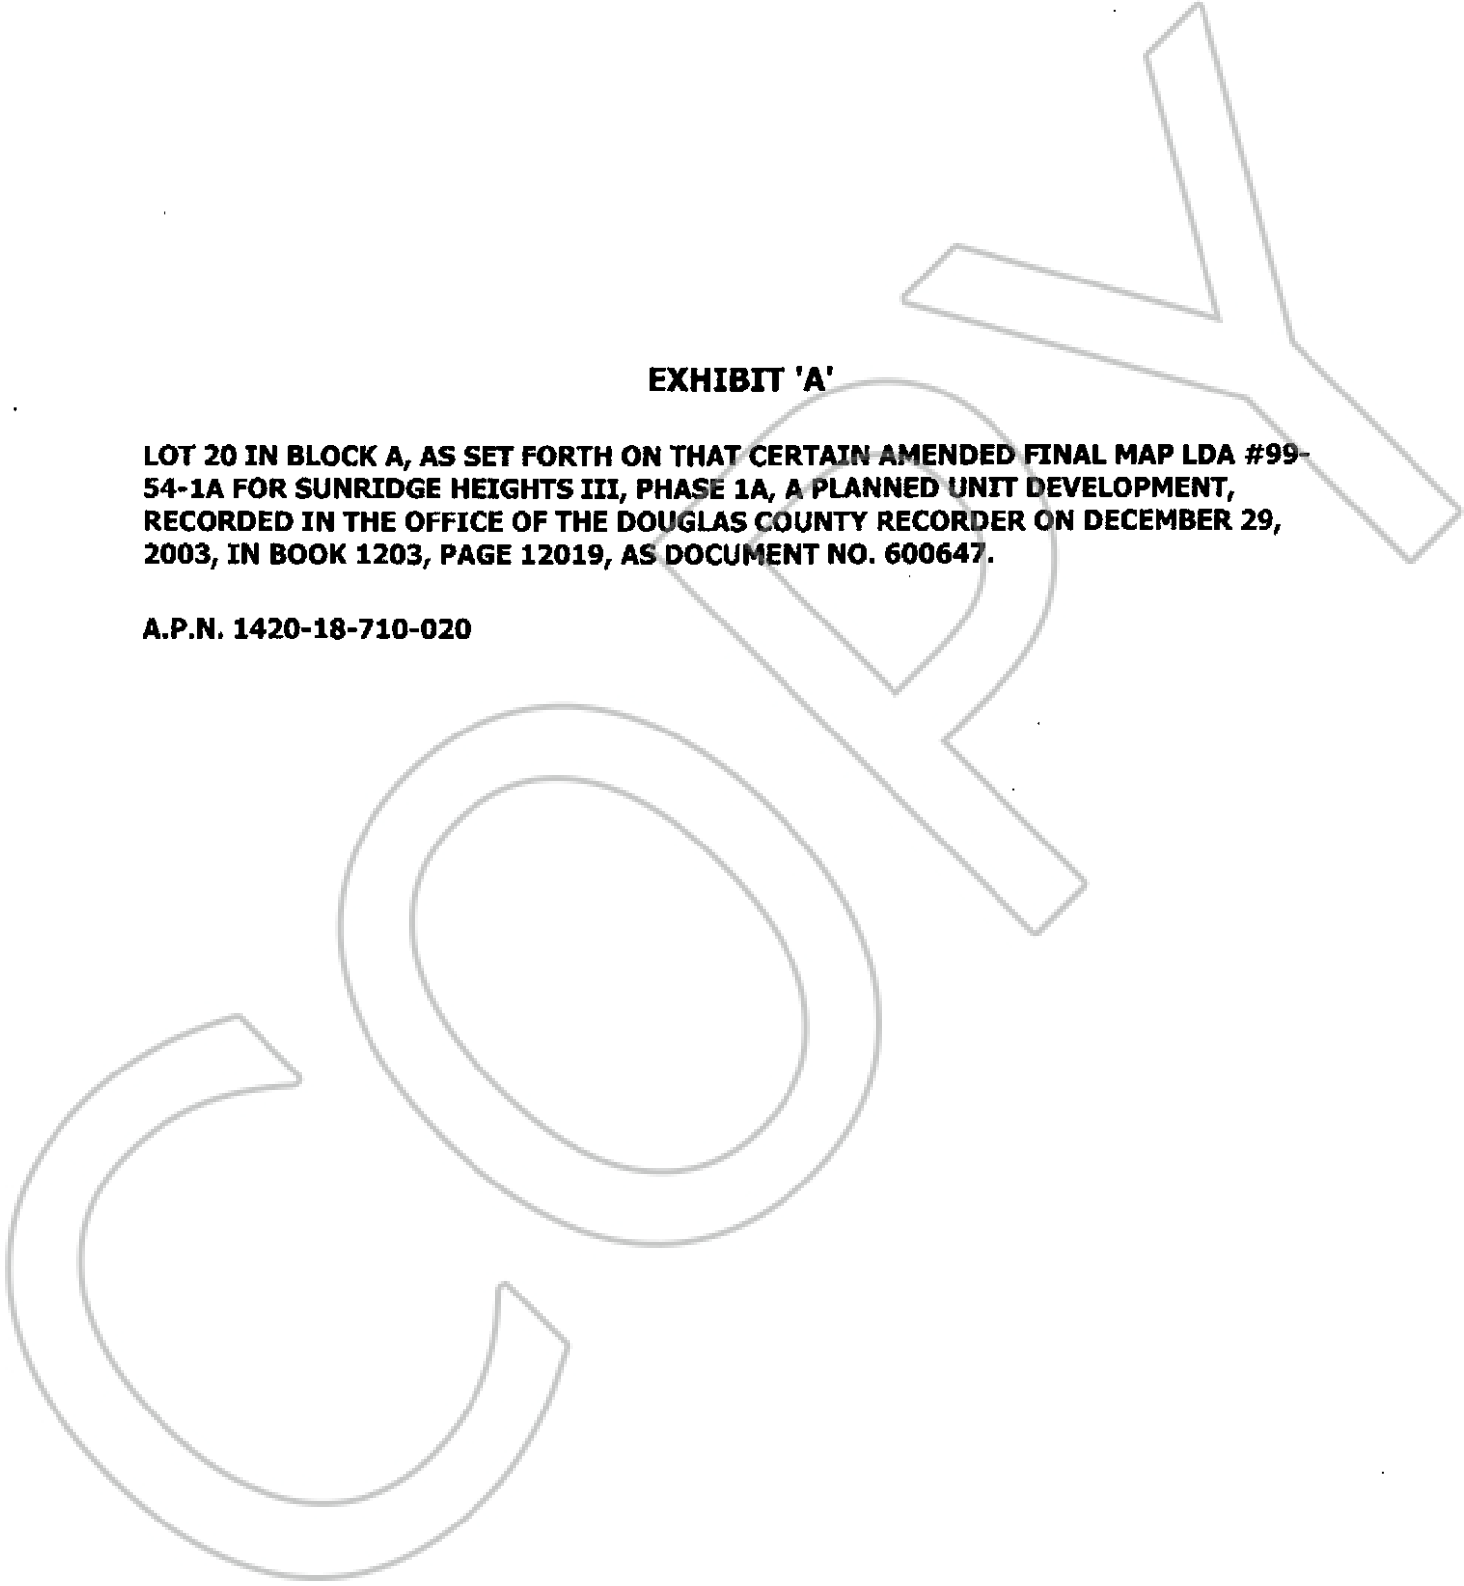 EXHIBIT 'A'
LOT 20 IN BLOCK A, AS SET FORTH ON THAT CERTAIN AMENDED FINAL MAP LDA #99-
54-1A FOR SUNRIDGE HEIGHTS III, PHASE 1A, A PLANNED UNIT DEVELOPMENT,
RECORDED IN THE OFFICE OF THE DOUGLAS COUNTY RECORDER ON DECEMBER 29,
2003, IN BOOK 1203, PAGE 12019, AS DOCUMENT NO. 600647.
A.P.N. 1420-18-710-020
COPY